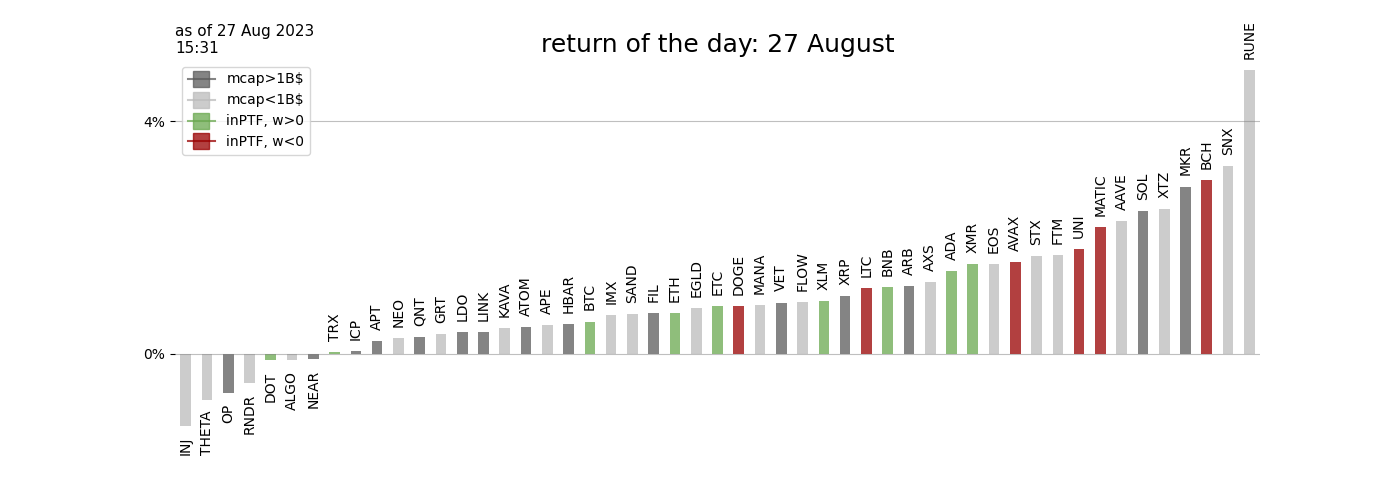 as of 27 Aug 2023
15:31
return of the day: 27 August
mcap>1B$
mcap<1B$
inPTF, w>0
inPTF, w<0
4%
0%
INJ
THETA
OP
RNDR
DOT
ALGO
NEAR
TRX
ICP
APT
NEO
QNT
GRT
LDO
LINK
KAVA
ATOM
APE
HBAR
BTC
IMX
SAND
FIL
ETH
EGLD
ETC
DOGE
MANA
VET
FLOW
XLM
XRP
LTC
BNB
ARB
AXS
ADA
XMR
EOS
AVAX
STX
FTM
UNI
MATIC
AAVE
SOL
XTZ
MKR
BCH
SNX
RUNE